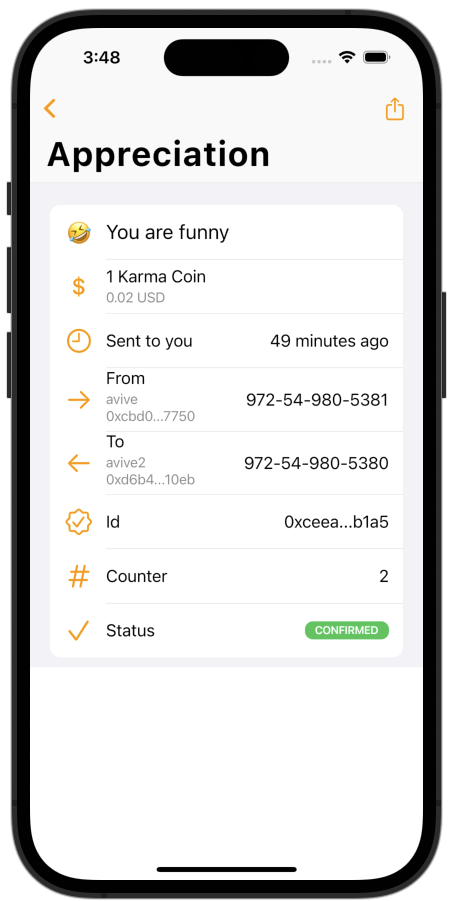 3:48
Appreciation
🤣 You are funny
$ 1 Karma Coin
0.02 USD
Sent to you 49 minutes ago
From
avive 972-54-980-5381
0xcbd0...7750
To
avive2 972-54-980-5380
0xd6b4...10eb
Id 0xceea...b1a5
# Counter 2
Status CONFIRMED